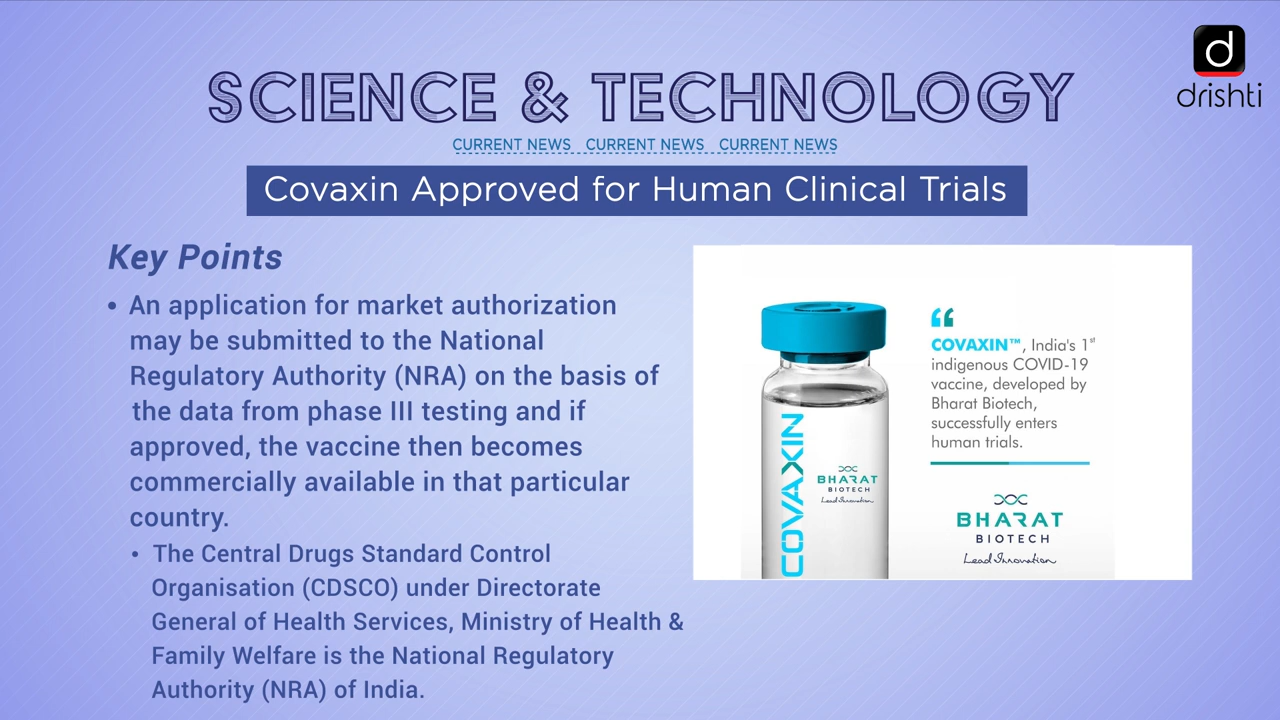 d
drishti
SCIENCE & TECHNOLOGY
CURRENT NEWS CURRENT NEWS CURRENT NEWS
Covaxin Approved for Human Clinical Trials
Key Points
• An application for market authorization
may be submitted to the National
Regulatory Authority (NRA) on the basis of
the data from phase III testing and if
approved, the vaccine then becomes
commercially available in that particular
country.
• The Central Drugs Standard Control
Organisation (CDSCO) under Directorate
General of Health Services, Ministry of Health &
Family Welfare is the National Regulatory
Authority (NRA) of India.
COVAXIN
BHARAT
BIOTECH
Lead Innovation
“
COVAXIN™, India's 1st
indigenous COVID-19
vaccine, developed by
Bharat Biotech,
successfully enters
human trials.
BHARAT
BIOTECH
Lead Innovation